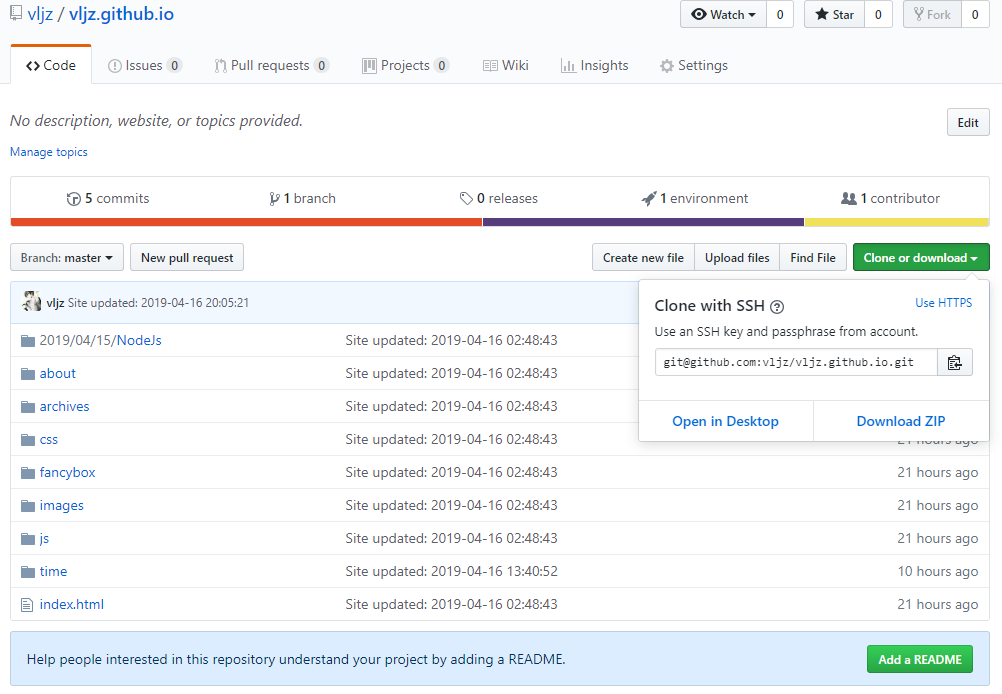 vljz / vljz.github.io
Watch 0 Star 0 Fork 0
Code Issues 0 Pull requests 0 Projects 0 Wiki Insights Settings
No description, website, or topics provided. Edit
Manage topics
5 commits 1 branch 0 releases 1 environment 1 contributor
Branch: master New pull request Create new file Upload files Find File Clone or download
vljz Site updated: 2019-04-16 20:05:21
Clone with SSH Use HTTPS
Use an SSH key and passphrase from account.
git@github.com:vljz/vljz.github.io.git
Open in Desktop Download ZIP
2019/04/15/NodeJs Site updated: 2019-04-16 02:48:43
about Site updated: 2019-04-16 02:48:43
archives Site updated: 2019-04-16 02:48:43
css Site updated: 2019-04-16 02:48:43 21 hours ago
fancybox Site updated: 2019-04-16 02:48:43 21 hours ago
images Site updated: 2019-04-16 02:48:43 21 hours ago
js Site updated: 2019-04-16 02:48:43 21 hours ago
time Site updated: 2019-04-16 13:40:52 10 hours ago
index.html Site updated: 2019-04-16 02:48:43 21 hours ago
Help people interested in this repository understand your project by adding a README. Add a README